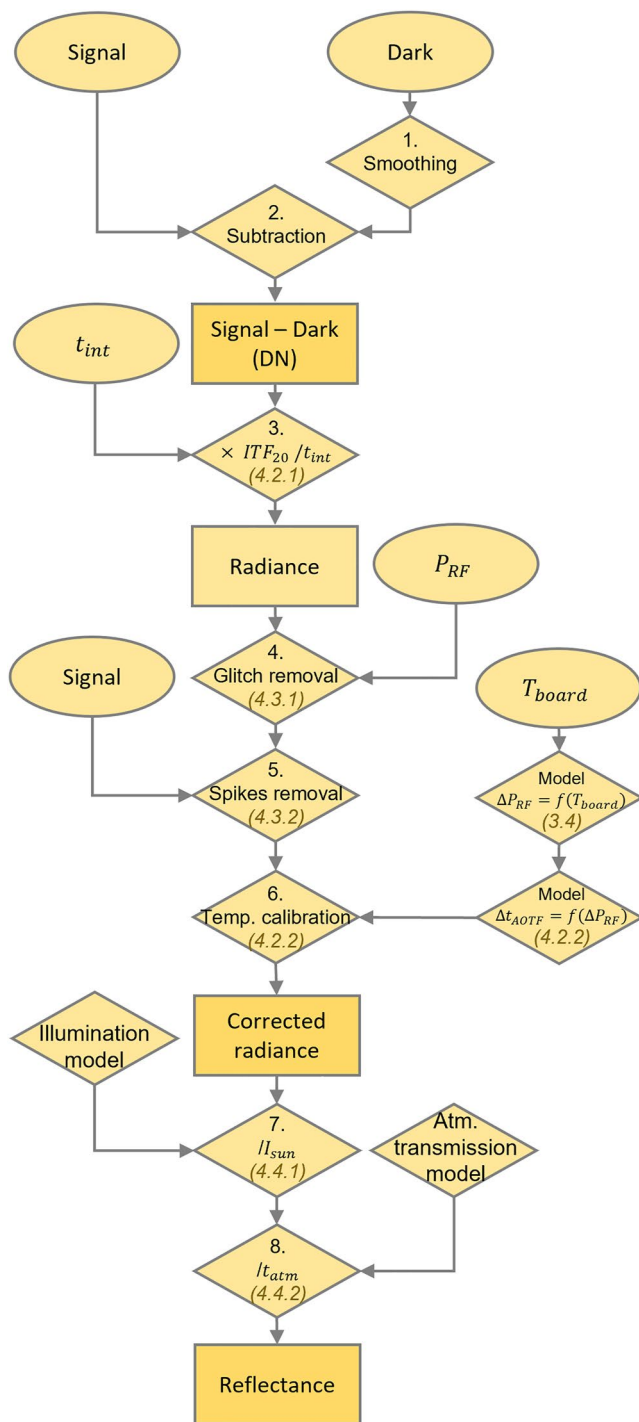 Signal
Dark
1.
Smoothing
2.
Subtraction
Signal – Dark
(DN)
t_int
3.
× ITF_20 /t_int
(4.2.1)
Radiance
P_RF
4.
Glitch removal
(4.3.1)
Signal
T_board
5.
Spikes removal
(4.3.2)
Model
ΔP_RF = f(T_board)
(3.4)
6.
Temp. calibration
(4.2.2)
Model
Δt_AOTF = f(ΔP_RF)
(4.2.2)
Corrected
radiance
Illumination
model
7.
/I_sun
(4.4.1)
Atm.
transmission
model
8.
/t_atm
(4.4.2)
Reflectance